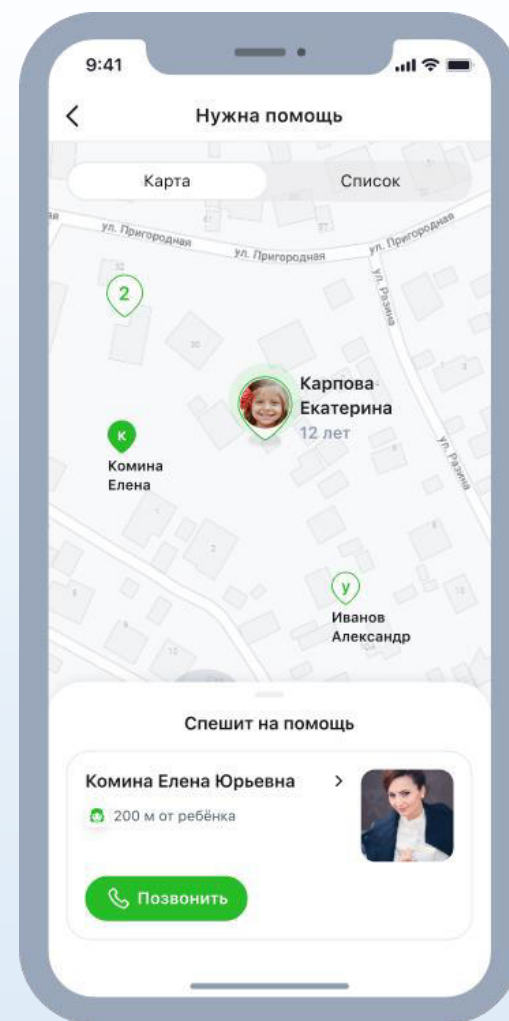 9:41
Нужна помощь
Карта
Список
ул. Пригородная
ул. Пригородная
ул. Пригородная
ул. Разина
ул. Разина
2
30
Карпова
Екатерина
12 лет
к
Комина
Елена
у
Иванов
Александр
Спешит на помощь
Комина Елена Юрьевна
200 м от ребёнка
Позвонить